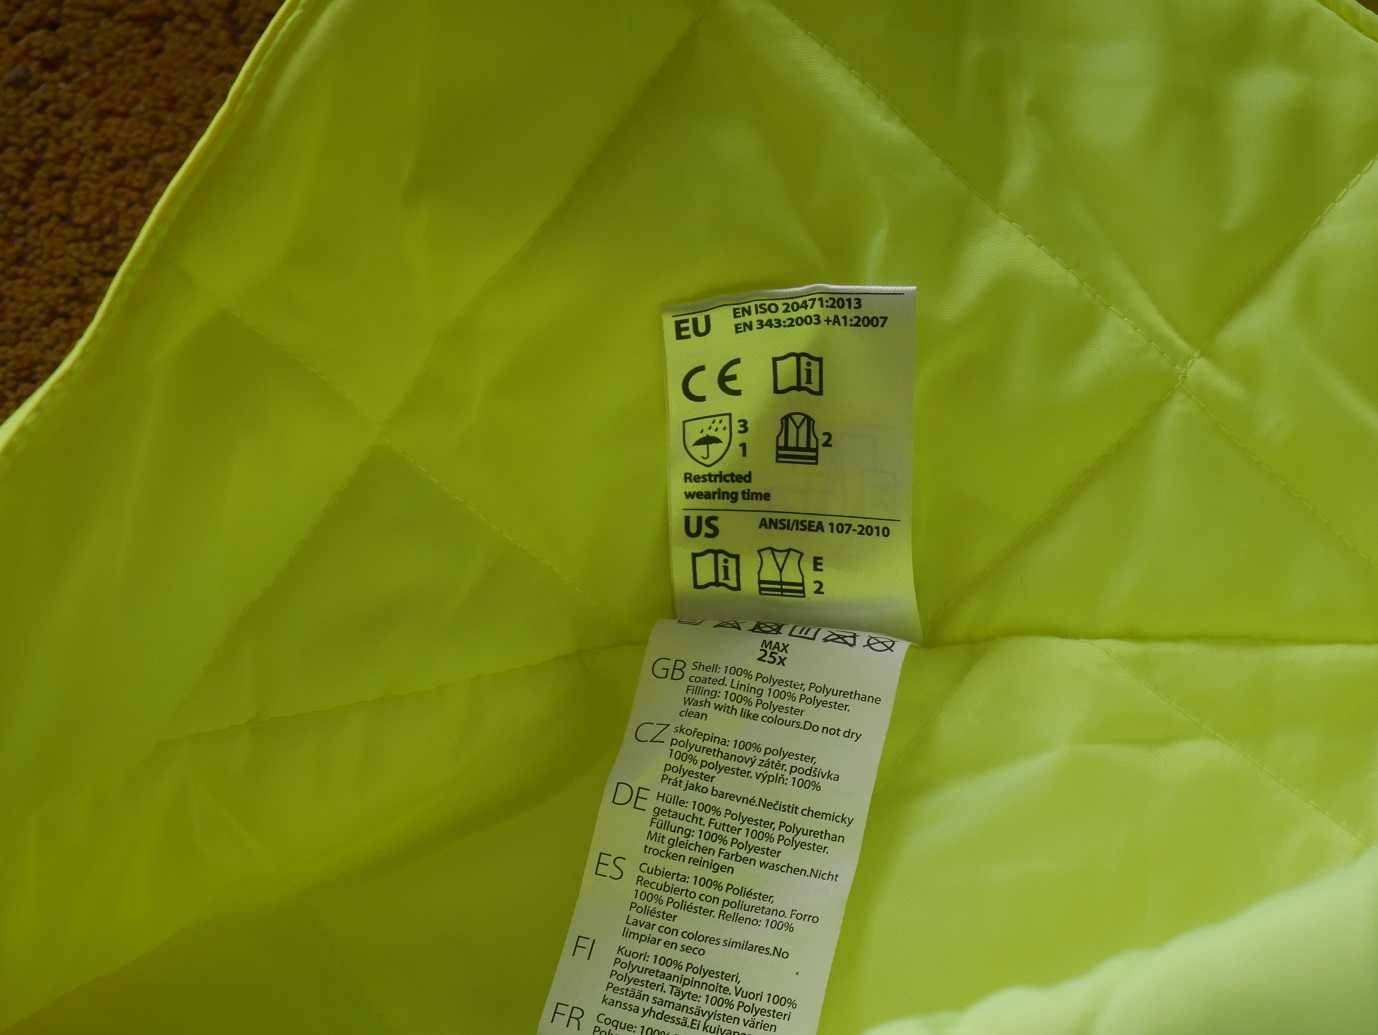 EU EN ISO 20471:2013
EN 343:2003 +A1:2007
CE
3
1
2
Restricted
wearing time
US ANSI/ISEA 107-2010
E
2
MAX
25x
GB Shell: 100% Polyester, Polyurethane
coated. Lining 100% Polyester.
Filling: 100% Polyester
Wash with like colours.Do not dry
clean
CZ skořepina: 100% polyester,
polyurethanový zátěr. podšívka
100% polyester. výplň: 100%
polyester
Prát jako barevné.Nečistit chemicky
DE Hülle: 100% Polyester, Polyurethan
getaucht. Futter 100% Polyester.
Füllung: 100% Polyester
Mit gleichen Farben waschen.Nicht
trocken reinigen
ES Cubierta: 100% Poliéster,
Recubierto con poliuretano. Forro
100% Poliéster. Relleno: 100%
Poliéster
Lavar con colores similares.No
limpiar en seco
FI Kuori: 100% Polyesteri,
Polyuretaanipinnoite. Vuori 100%
Polyesteri. Täyte: 100% Polyesteri
Pestään samansävyisten värien
kanssa yhdessä.Ei
FR Coque: 100%